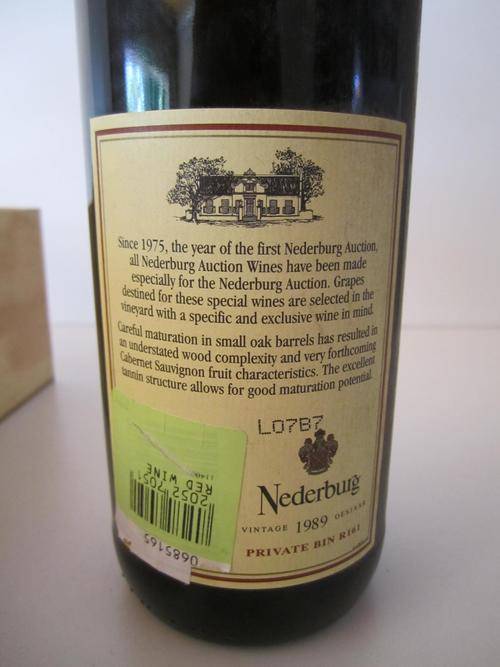 Since 1975, the year of the first Nederburg Auction,
all Nederburg Auction Wines have been made
especially for the Nederburg Auction. Grapes
destined for these special wines are selected in the
vineyard with a specific and exclusive wine in mind.
Careful maturation in small oak barrels has resulted in
an understated wood complexity and very forthcoming
Cabernet Sauvignon fruit characteristics. The excellent
tannin structure allows for good maturation potential.
L07B7
Nederburg
VINTAGE 1989 OESJAAR
PRIVATE BIN R161
RED WINE
2052 7051
0685165